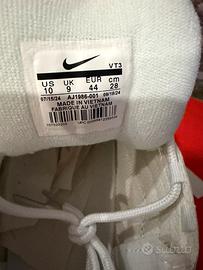 VT3
US UK EUR cm
10 9 44 28
07/15/24 AJ1986-001 09/18/24
MADE IN VIETNAM
FABRIQUÉ AU VIETNAM
subito